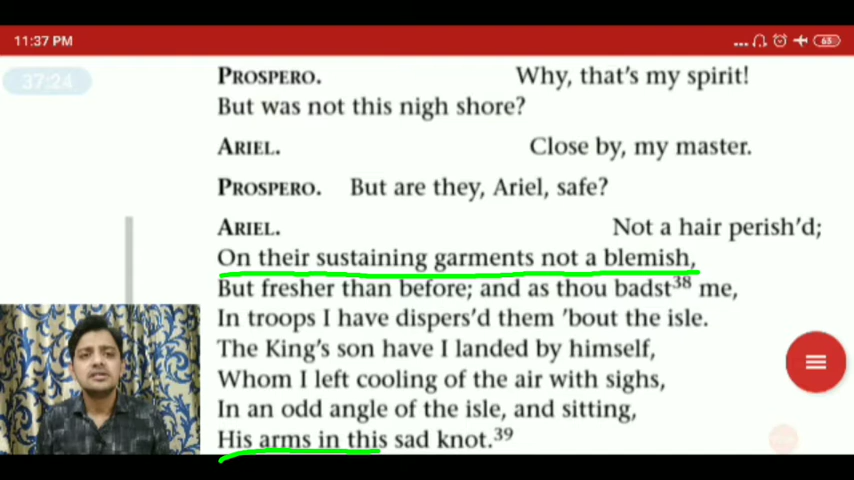 11:37 PM
63
37:24
PROSPERO. Why, that's my spirit!
But was not this nigh shore?
ARIEL. Close by, my master.
PROSPERO. But are they, Ariel, safe?
ARIEL. Not a hair perish'd;
On their sustaining garments not a blemish,
But fresher than before; and as thou badst³⁸ me,
In troops I have dispers'd them 'bout the isle.
The King's son have I landed by himself,
Whom I left cooling of the air with sighs,
In an odd angle of the isle, and sitting,
His arms in this sad knot.³⁹